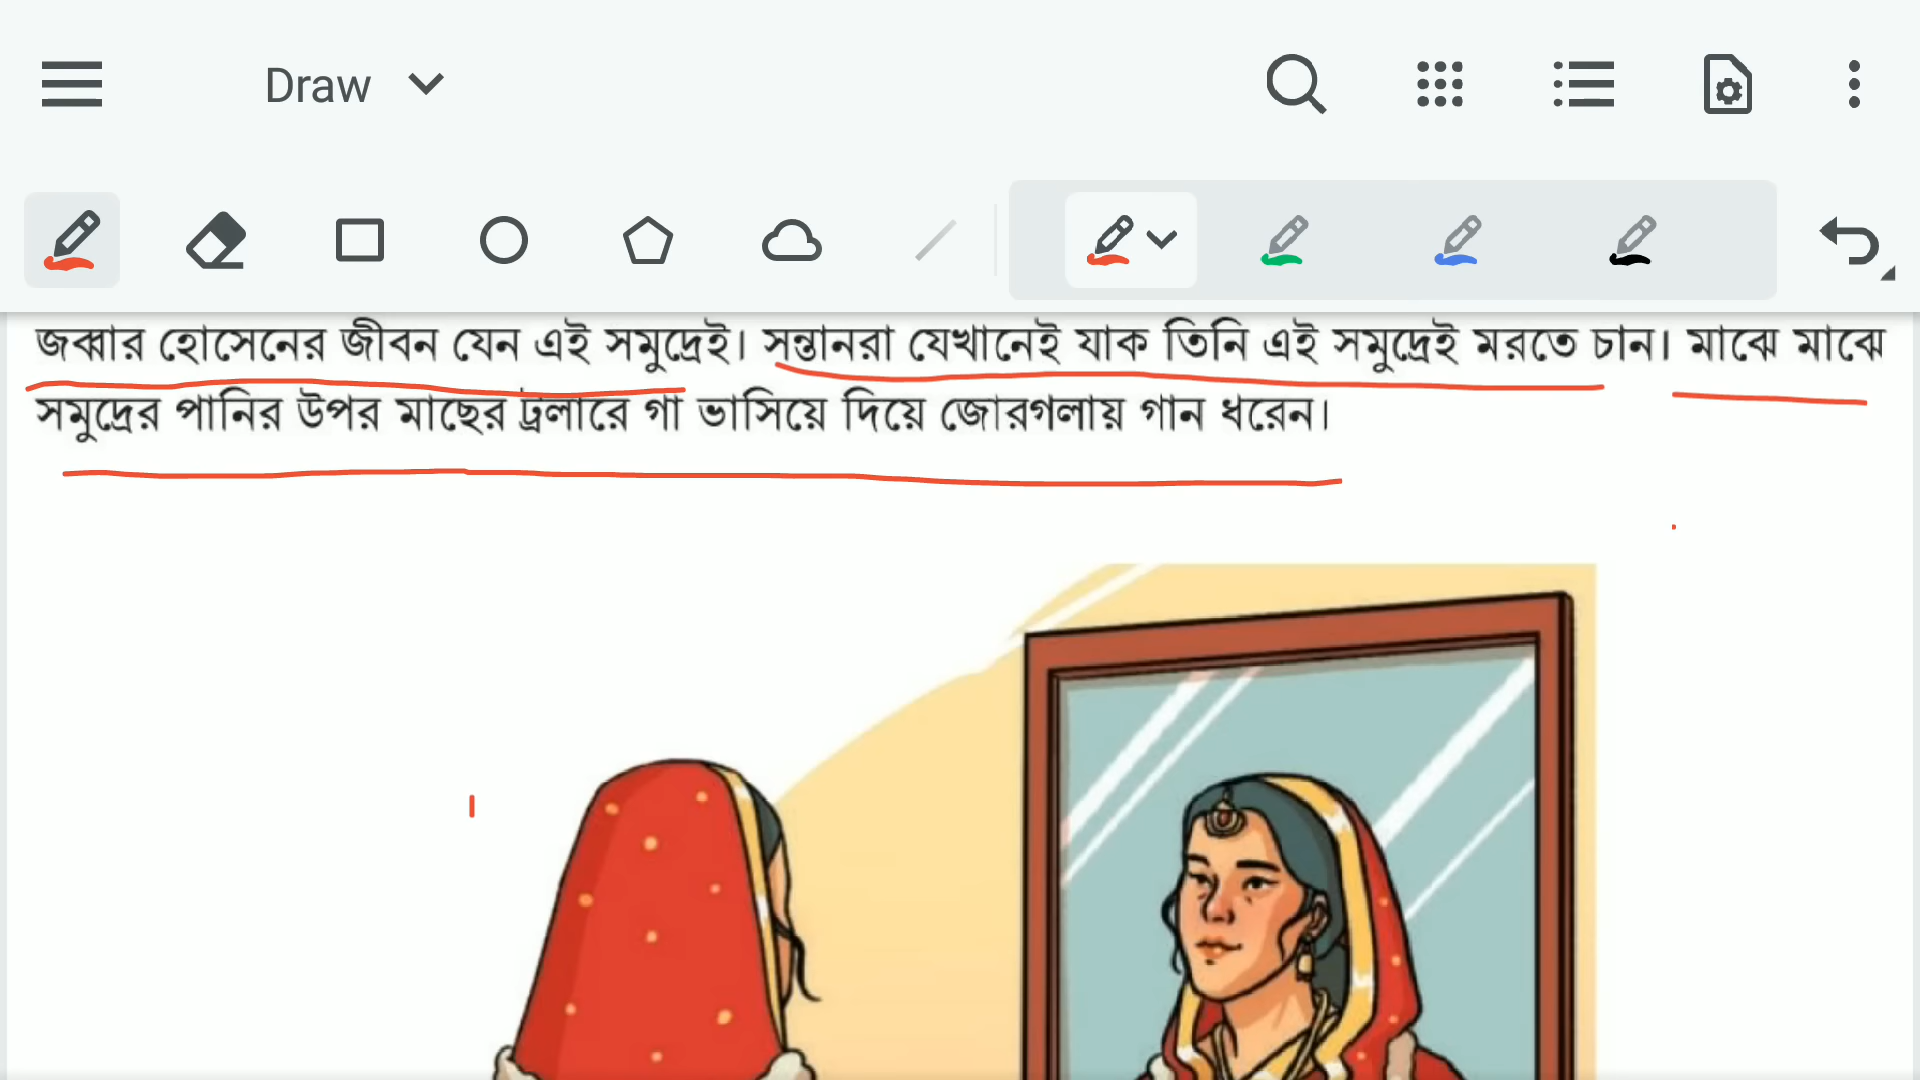 Draw
জব্বার হোসেনের জীবন যেন এই সমুদ্রেই। সন্তানরা যেখানেই যাক তিনি এই সমুদ্রেই মরতে চান। মাঝে মাঝে
সমুদ্রের পানির উপর মাছের ট্রলারে গা ভাসিয়ে দিয়ে জোরগলায় গান ধরেন।